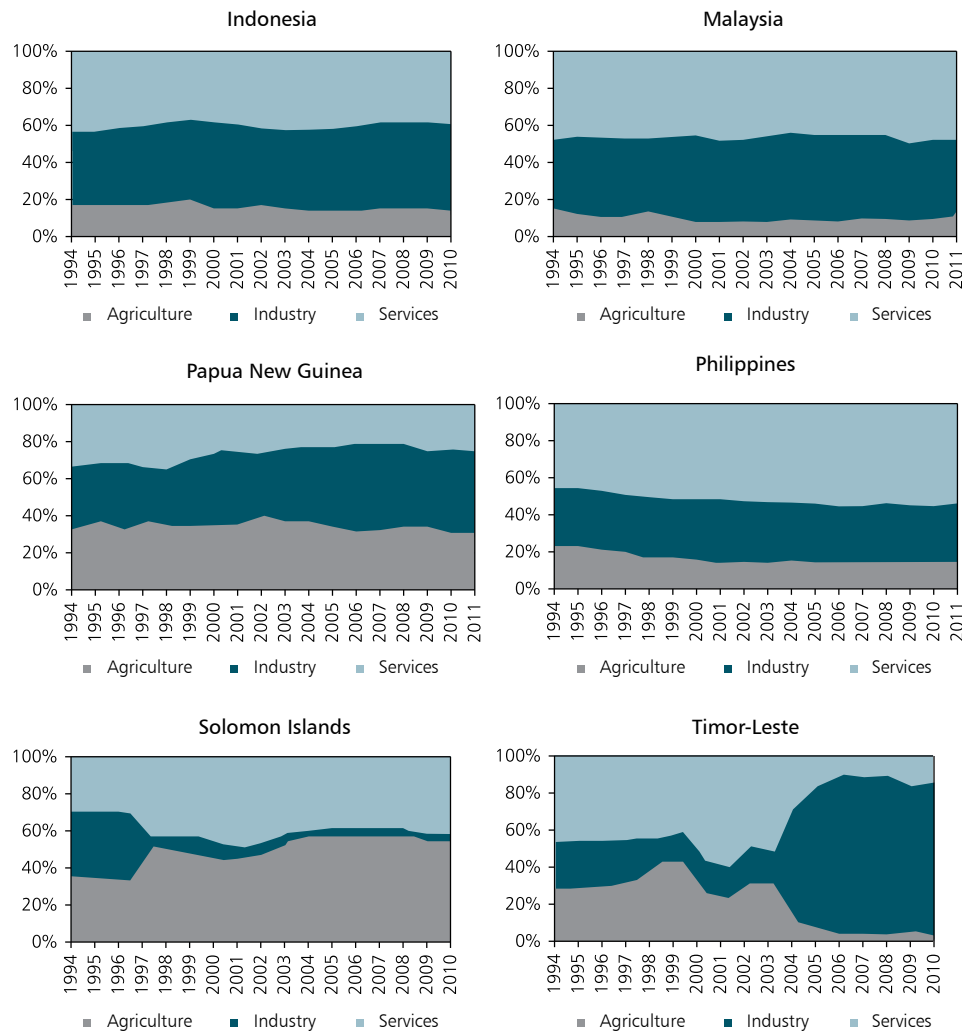 Indonesia
100%
80%
60%
40%
20%
0%
1994 1995 1996 1997 1998 1999 2000 2001 2002 2003 2004 2005 2006 2007 2008 2009 2010
Agriculture Industry Services
Malaysia
100%
80%
60%
40%
20%
0%
1994 1995 1996 1997 1998 1999 2000 2001 2002 2003 2004 2005 2006 2007 2008 2009 2010 2011
Agriculture Industry Services
Papua New Guinea
100%
80%
60%
40%
20%
0%
1994 1995 1996 1997 1998 1999 2000 2001 2002 2003 2004 2005 2006 2007 2008 2009 2010 2011
Agriculture Industry Services
Philippines
100%
80%
60%
40%
20%
0%
1994 1995 1996 1997 1998 1999 2000 2001 2002 2003 2004 2005 2006 2007 2008 2009 2010 2011
Agriculture Industry Services
Solomon Islands
100%
80%
60%
40%
20%
0%
1994 1995 1996 1997 1998 1999 2000 2001 2002 2003 2004 2005 2006 2007 2008 2009 2010
Agriculture Industry Services
Timor-Leste
100%
80%
60%
40%
20%
0%
1994 1995 1996 1997 1998 1999 2000 2001 2002 2003 2004 2005 2006 2007 2008 2009 2010
Agriculture Industry Services